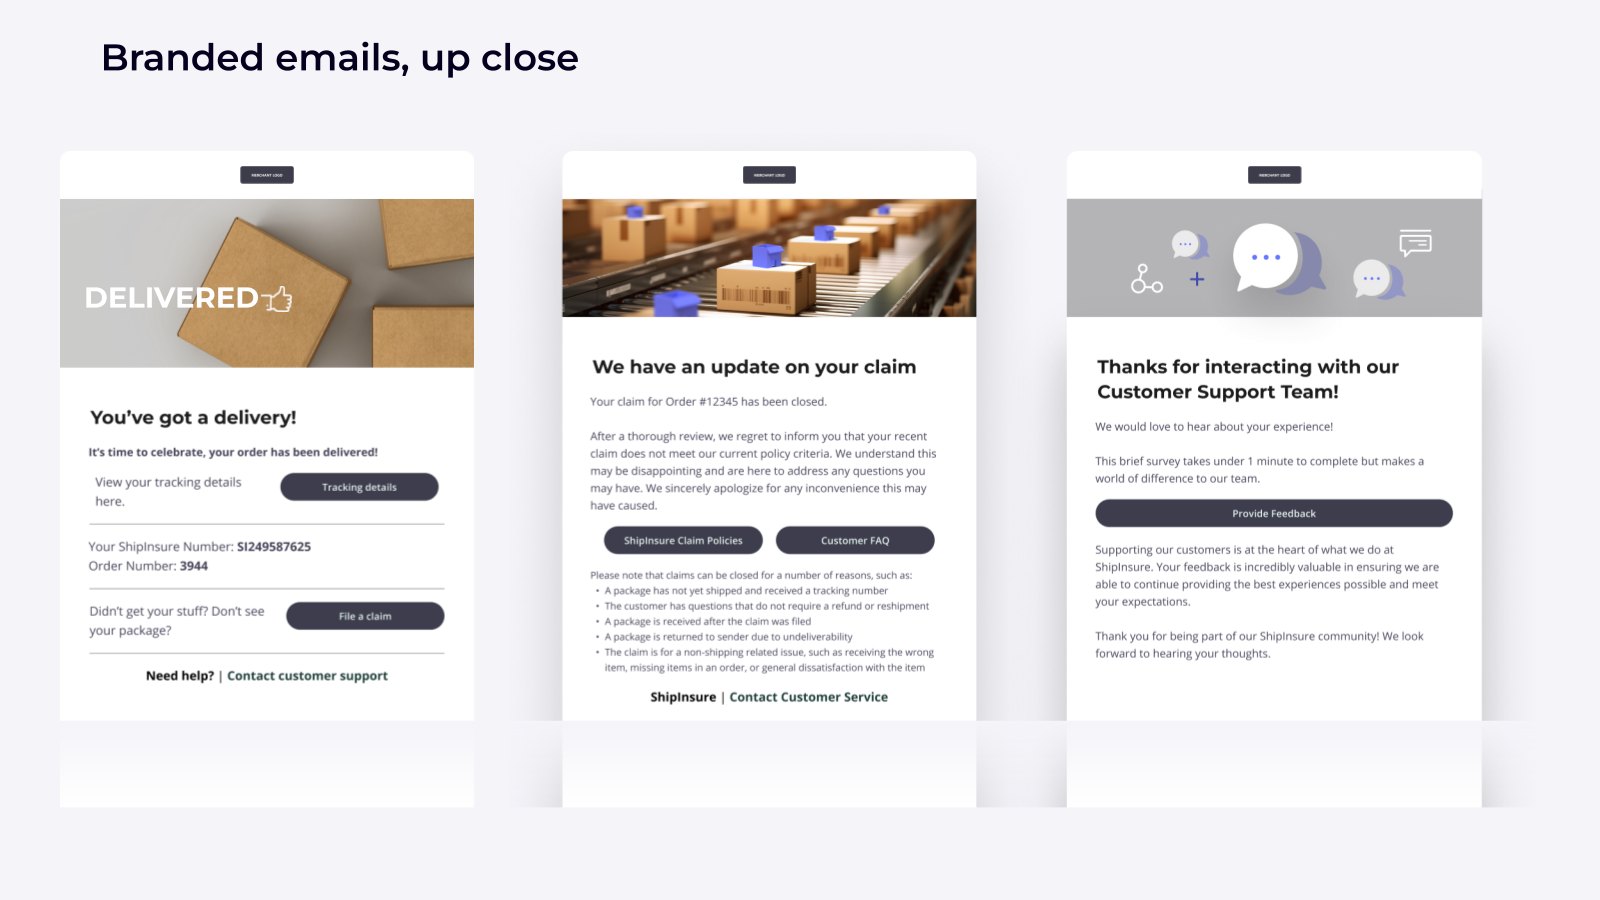 Branded emails, up close
MERCHANT LOGO
DELIVERED
You've got a delivery!
It's time to celebrate, your order has been delivered!
View your tracking details
here.
Tracking details
Your ShipInsure Number: SI249587625
Order Number: 3944
Didn't get your stuff? Don't see
your package?
File a claim
Need help? | Contact customer support
MERCHANT LOGO
We have an update on your claim
Your claim for Order #12345 has been closed.
After a thorough review, we regret to inform you that your recent
claim does not meet our current policy criteria. We understand this
may be disappointing and are here to address any questions you
may have. We sincerely apologize for any inconvenience this may
have caused.
ShipInsure Claim Policies
Customer FAQ
Please note that claims can be closed for a number of reasons, such as:
• A package has not yet shipped and received a tracking number
• The customer has questions that do not require a refund or reshipment
• A package is received after the claim was filed
• A package is returned to sender due to undeliverability
• The claim is for a non-shipping related issue, such as receiving the wrong
item, missing items in an order, or general dissatisfaction with the item
ShipInsure | Contact Customer Service
MERCHANT LOGO
Thanks for interacting with our
Customer Support Team!
We would love to hear about your experience!
This brief survey takes under 1 minute to complete but makes a
world of difference to our team.
Provide Feedback
Supporting our customers is at the heart of what we do at
ShipInsure. Your feedback is incredibly valuable in ensuring we are
able to continue providing the best experiences possible and meet
your expectations.
Thank you for being part of our ShipInsure community! We look
forward to hearing your thoughts.